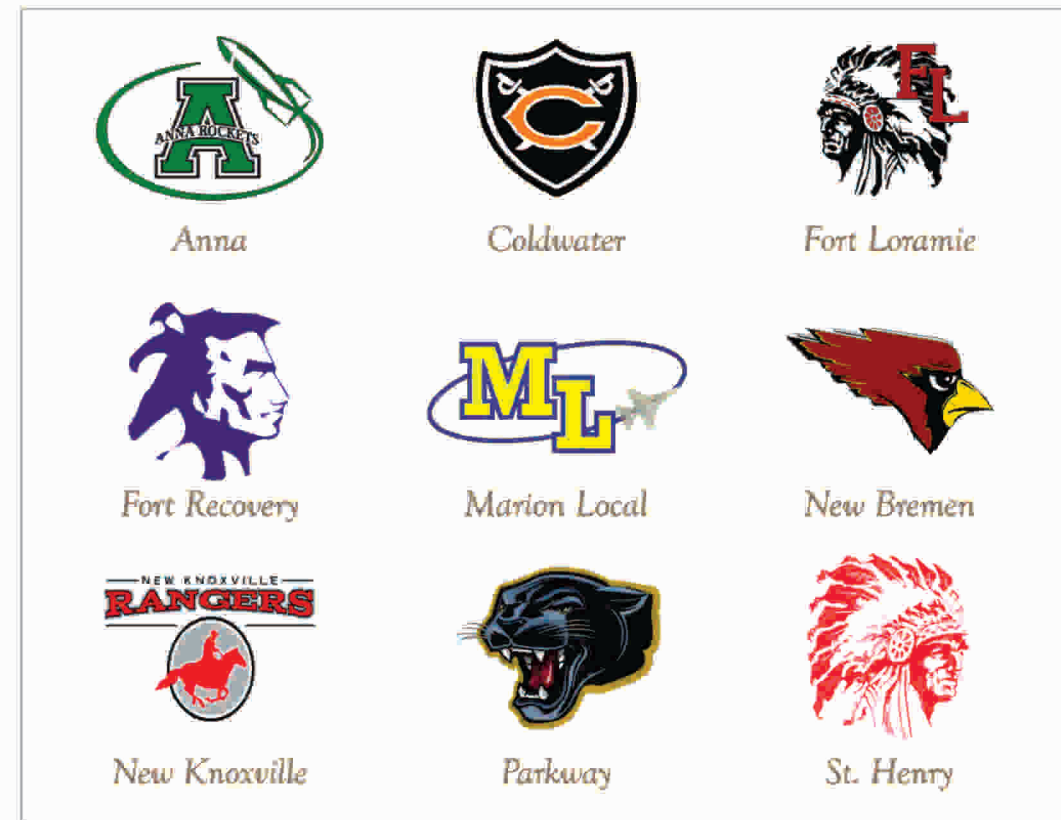 A
ANNA ROCKETS
C
FL
Anna
Coldwater
Fort Loramie
ML
Fort Recovery
Marion Local
New Bremen
NEW KNOXVILLE
RANGERS
New Knoxville
Parkway
St. Henry